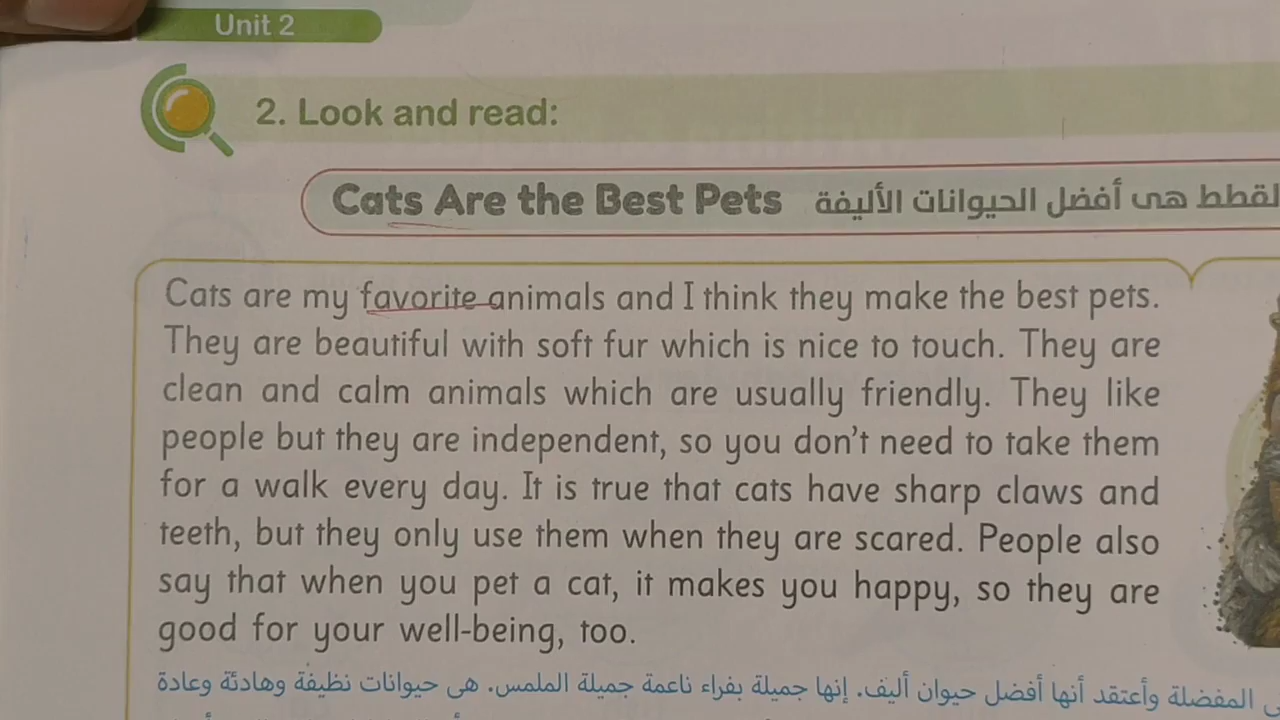 Unit 2
2. Look and read:
Cats Are the Best Pets لقطط هى أفضل الحيوانات الأليفة
Cats are my favorite animals and I think they make the best pets.
They are beautiful with soft fur which is nice to touch. They are
clean and calm animals which are usually friendly. They like
people but they are independent, so you don't need to take them
for a walk every day. It is true that cats have sharp claws and
teeth, but they only use them when they are scared. People also
say that when you pet a cat, it makes you happy, so they are
good for your well-being, too.
المفضلة وأعتقد أنها أفضل حيوان أليف. إنها جميلة بفراء ناعمة جميلة الملمس. هى حيوانات نظيفة وهادئة وعادة